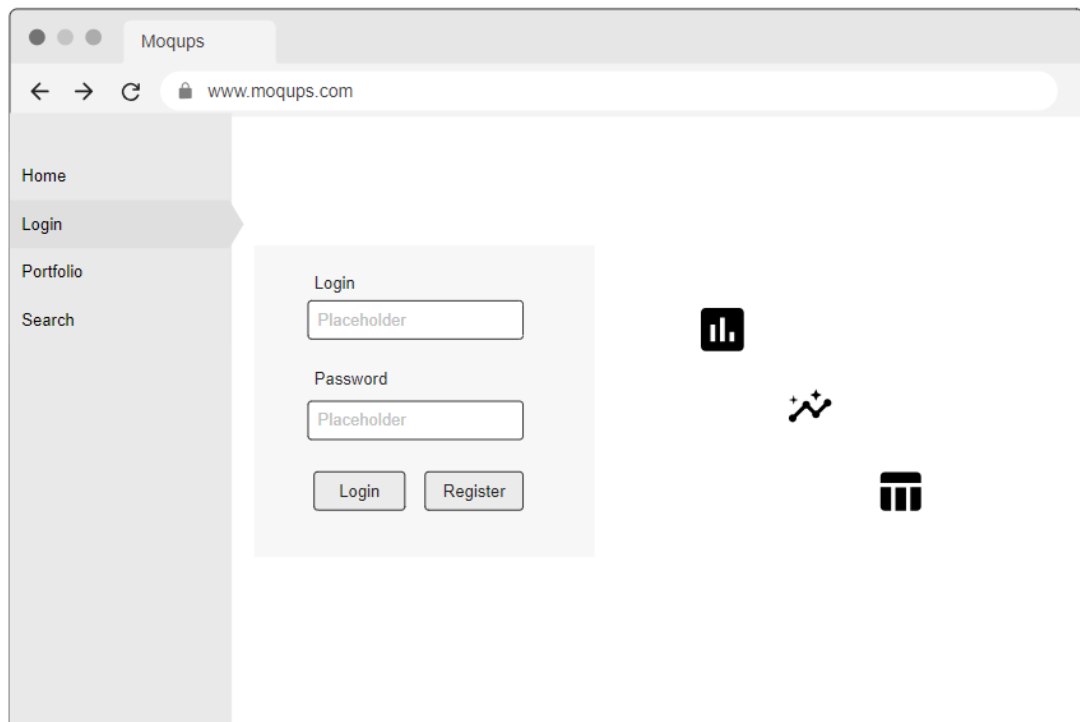 Moqups
www.moqups.com
Home
Login
Portfolio
Search
Login
Placeholder
Password
Placeholder
Login
Register